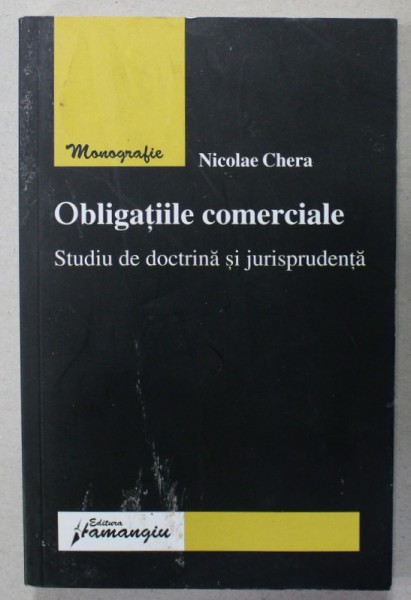 Monografie
Nicolae Chera
Obligațiile comerciale
Studiu de doctrină și jurisprudență
Editura
Hamangiu